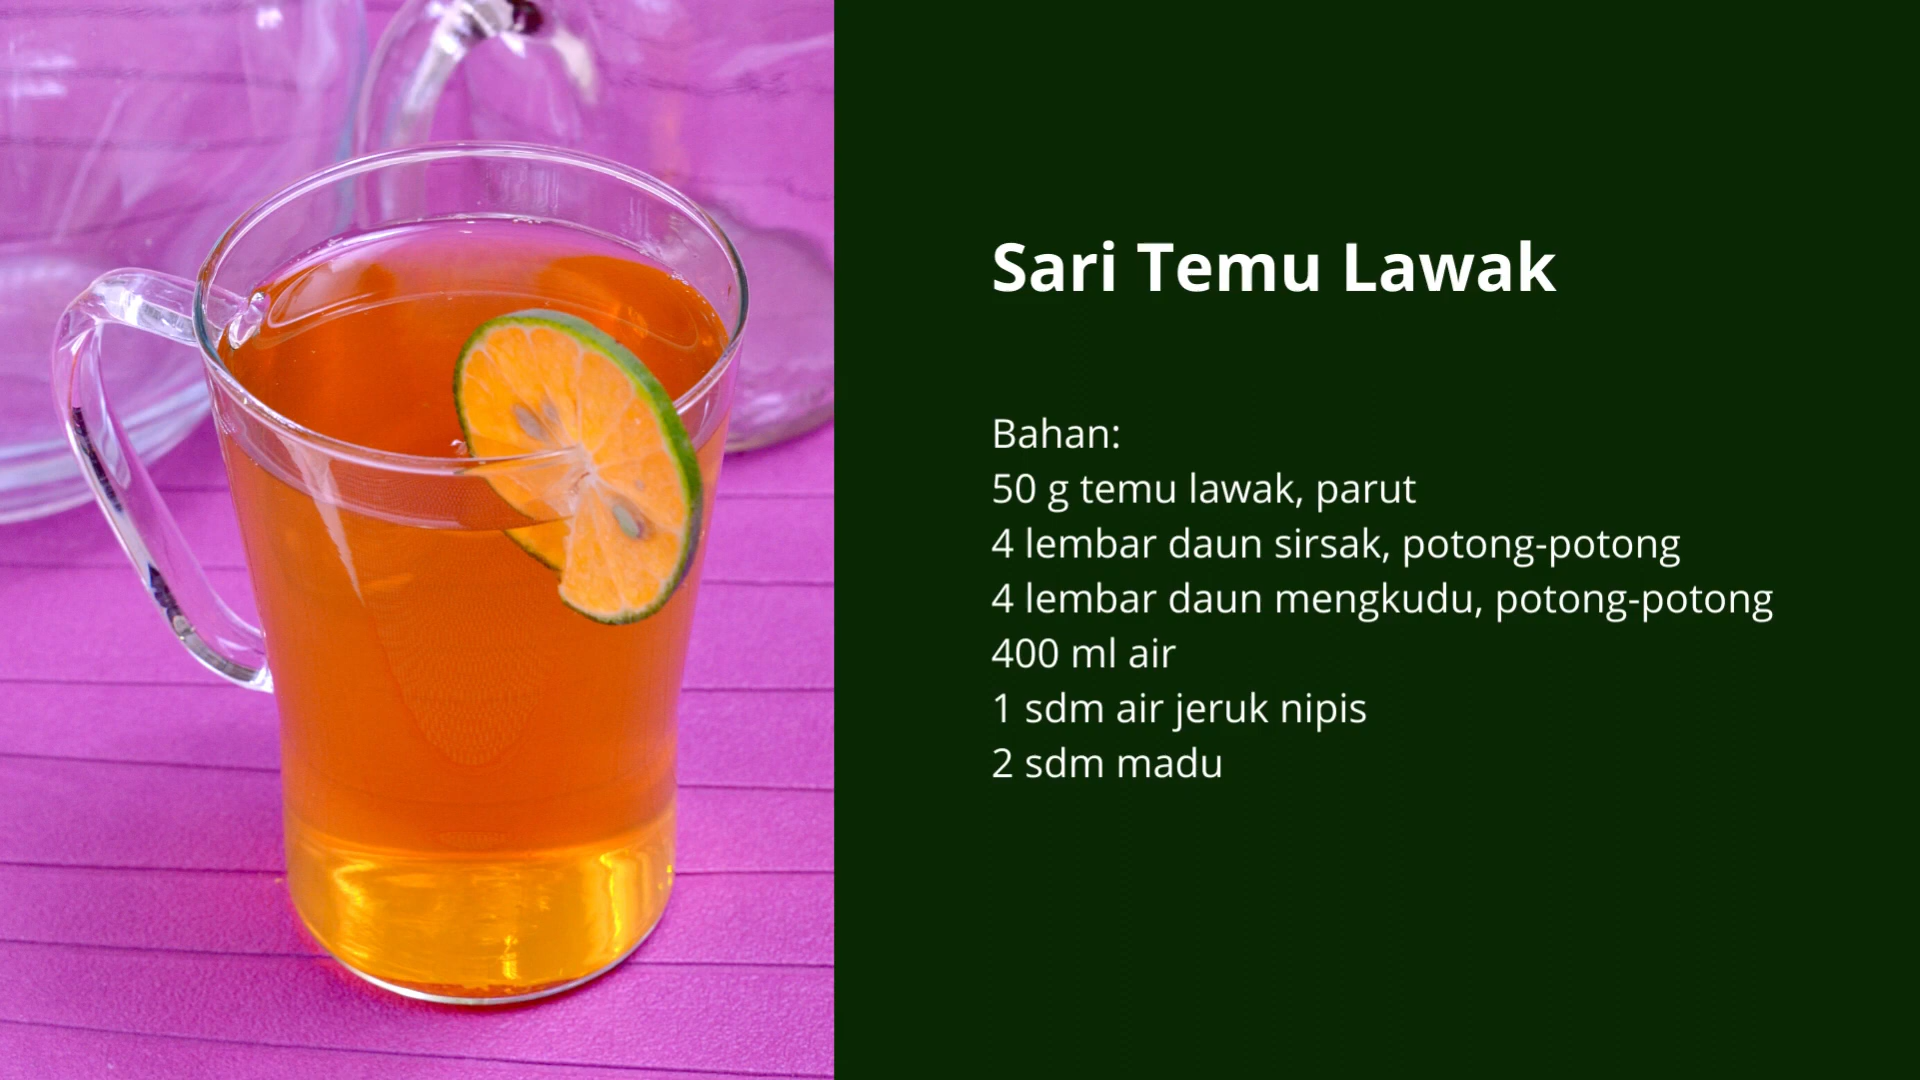 Sari Temu Lawak
Bahan:
50 g temu lawak, parut
4 lembar daun sirsak, potong-potong
4 lembar daun mengkudu, potong-potong
400 ml air
1 sdm air jeruk nipis
2 sdm madu